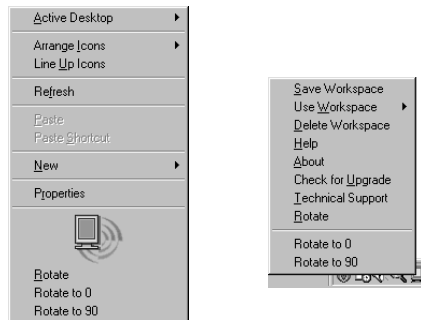 Active Desktop
Arrange Icons
Line Up Icons
Refresh
Paste
Paste Shortcut
New
Properties
Rotate
Rotate to 0
Rotate to 90
Save Workspace
Use Workspace
Delete Workspace
Help
About
Check for Upgrade
Technical Support
Rotate
Rotate to 0
Rotate to 90